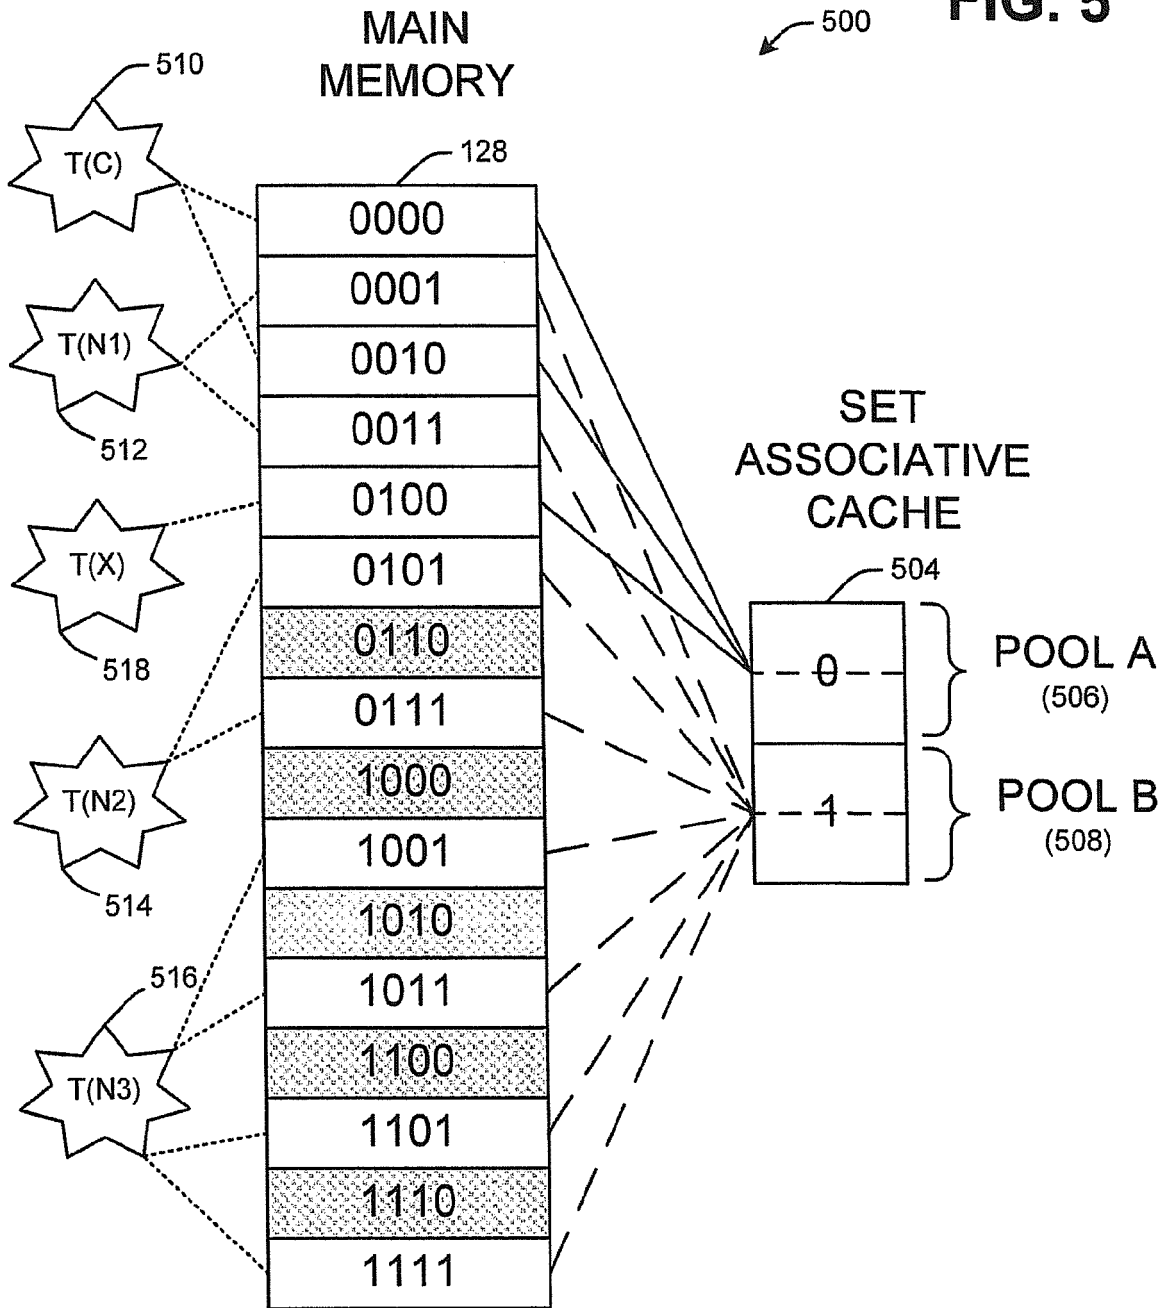 FIG. 5
500
MAIN
MEMORY
510
T(C)
128
0000
0001
T(N1)
0010
512
0011
SET
ASSOCIATIVE
CACHE
0100
T(X)
0101
504
518
0110
0
POOL A
(506)
0111
T(N2)
1000
1
POOL B
(508)
514
1001
1010
516
1011
T(N3)
1100
1101
1110
1111